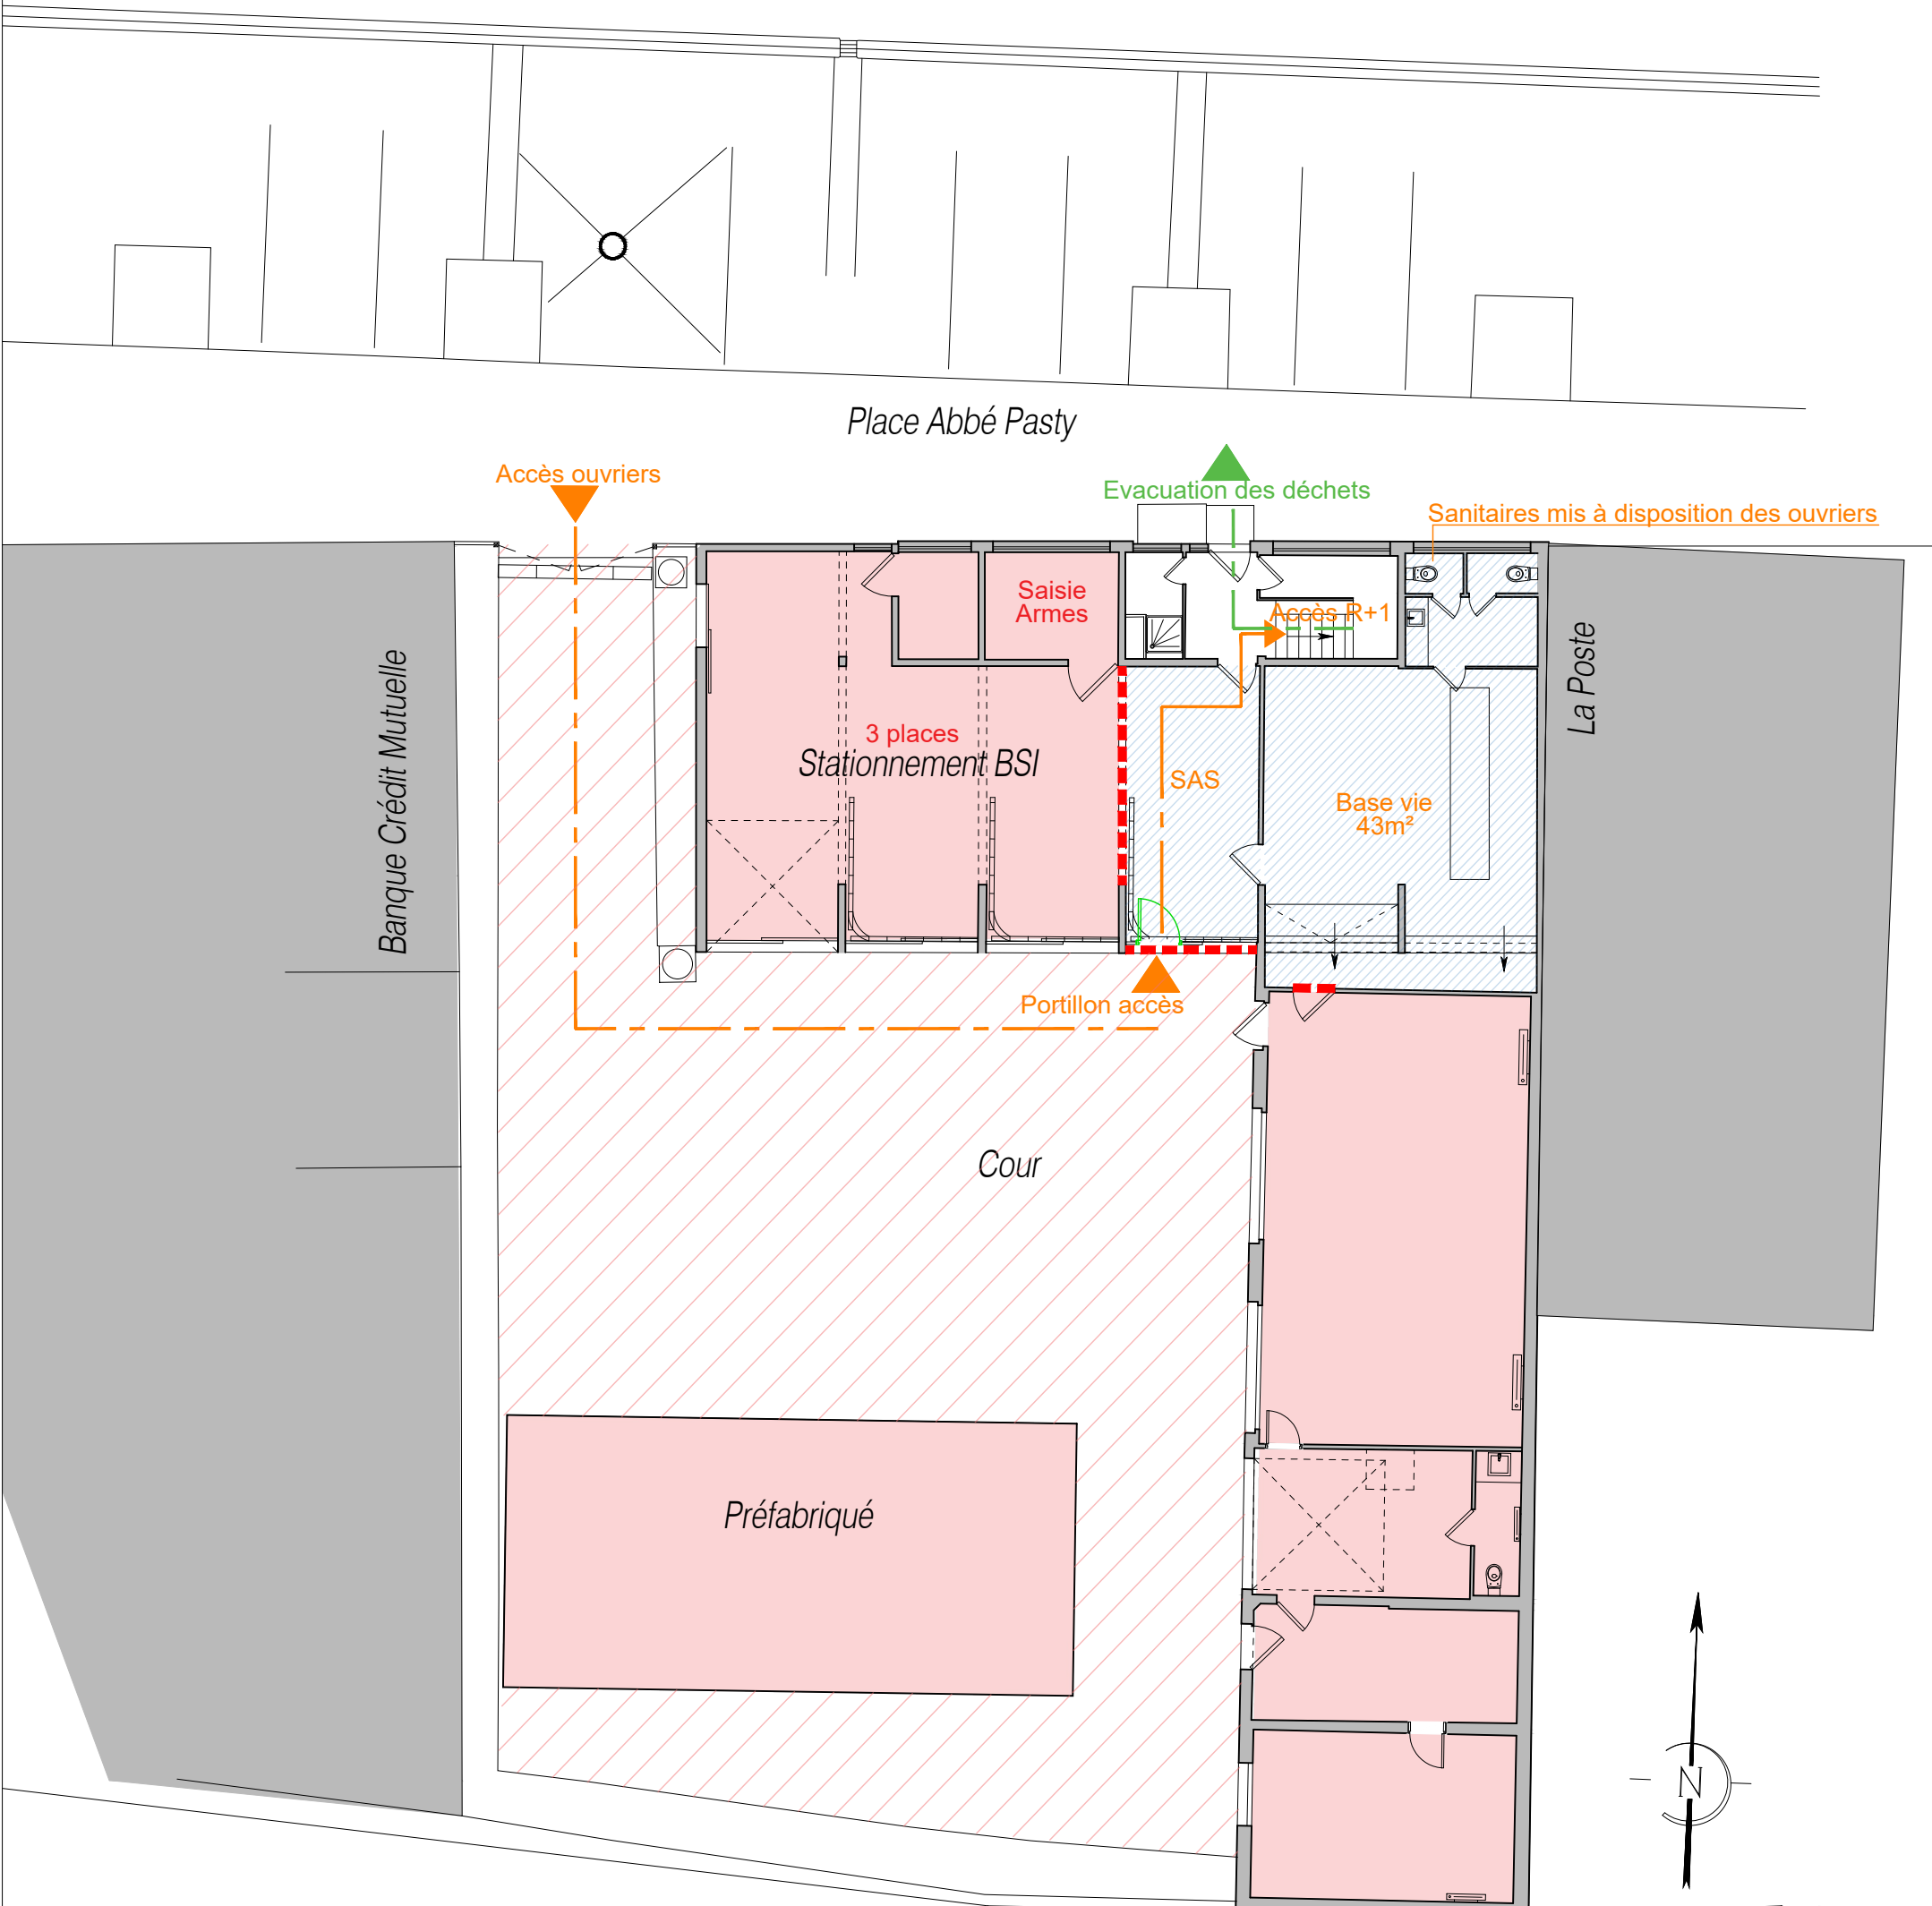 Place Abbé Pasty
Accès ouvriers
Evacuation des déchets
Sanitaires mis à disposition des ouvriers
Saisie
Armes
Accès R+1
Banque Crédit Mutuelle
La Poste
3 places
Stationnement BSI
SAS
Base vie
43m²
Portillon accès
Cour
Préfabriqué
N